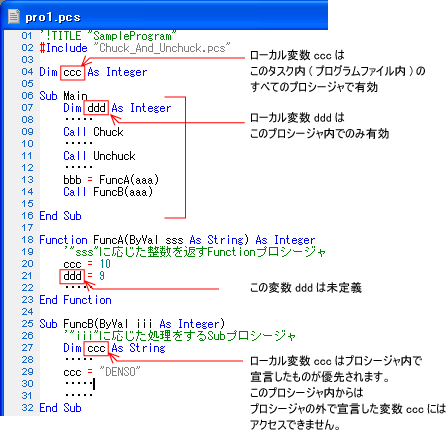 pro1.pcs
01 '!TITLE "SampleProgram"
02 #Include "Chuck_And_Unchuck.pcs"
03
04 Dim ccc As Integer
05
06 Sub Main
07 Dim ddd As Integer
08 ・・・・・
09 Call Chuck
10 ・・・・・
11 Call Unchuck
12 ・・・・・
13 bbb = FuncA(aaa)
14 Call FuncB(aaa)
15
16 End Sub
17
18 Function FuncA(ByVal sss As String) As Integer
19 '"sss"に応じた整数を返すFunctionプロシージャ
20 ccc = 10
21 ddd = 9
22 ・・・・・
23 End Function
24
25 Sub FuncB(ByVal iii As Integer)
26 '"iii"に応じた処理をするSubプロシージャ
27 Dim ccc As String
28 ・・・・・
29 ccc = "DENSO"
30 ・・・・・
31 ・・・・・
32 End Sub
ローカル変数 ccc は
このタスク内 ( プログラムファイル内 ) の
すべてのプロシージャで有効
ローカル変数 ddd は
このプロシージャ内でのみ有効
この変数 ddd は未定義
ローカル変数 ccc はプロシージャ内で
宣言したものが優先されます。
このプロシージャ内からは
プロシージャの外で宣言した変数 ccc には
アクセスできません。